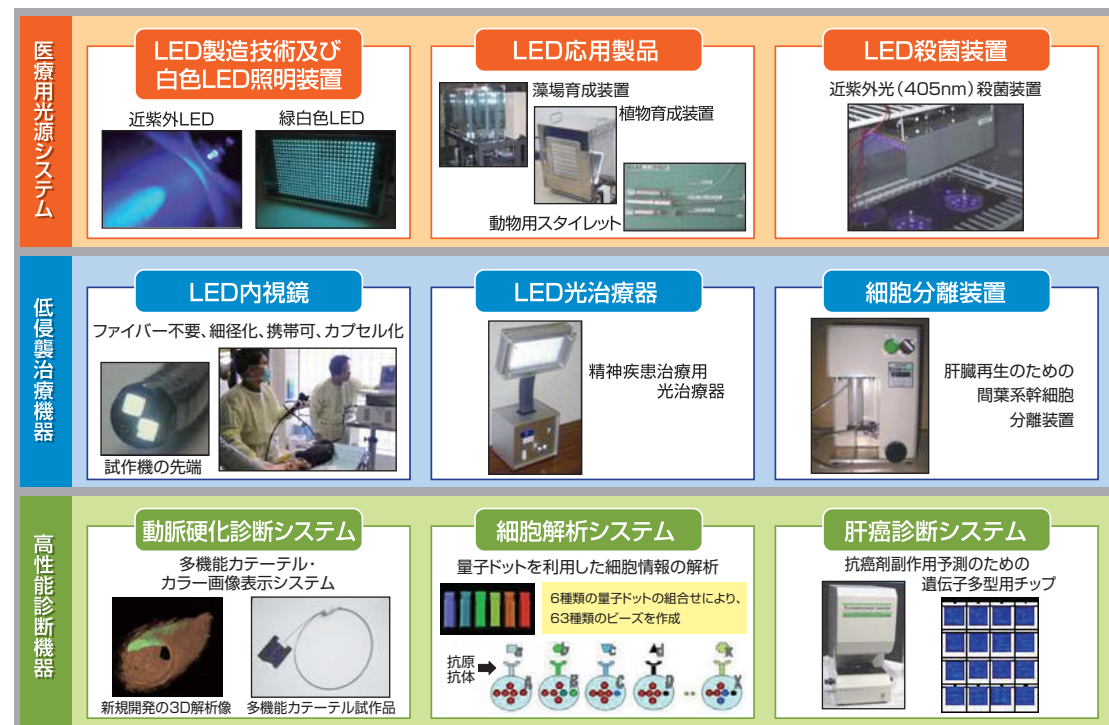 医療用光源システム
LED製造技術及び
白色LED照明装置
近紫外LED
緑白色LED
LED応用製品
藻場育成装置
植物育成装置
動物用スタイレット
LED殺菌装置
近紫外光(405nm)殺菌装置
低侵襲治療機器
LED内視鏡
ファイバー不要、細径化、携帯可、カプセル化
試作機の先端
LED光治療器
精神疾患治療用
光治療器
細胞分離装置
肝臓再生のための
間葉系幹細胞
分離装置
高性能診断機器
動脈硬化診断システム
多機能カテーテル・
カラー画像表示システム
新規開発の3D解析像
多機能カテーテル試作品
細胞解析システム
量子ドットを利用した細胞情報の解析
6種類の量子ドットの組合せにより、
63種類のビーズを作成
抗原
抗体
a b c d k
A B C D ・・ X
肝癌診断システム
抗癌剤副作用予測のための
遺伝子多型用チップ